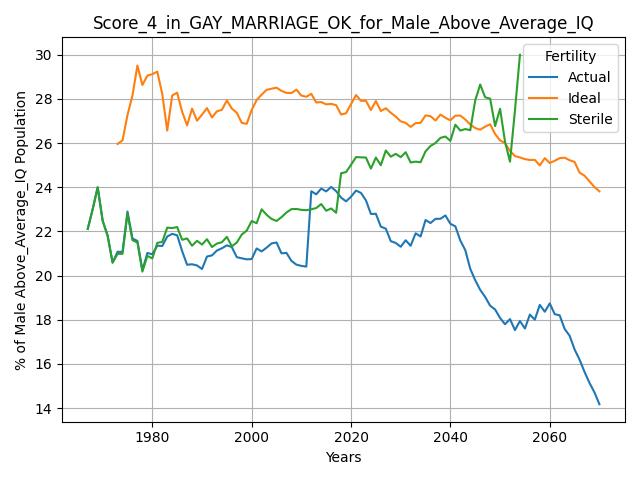 Score_4_in_GAY_MARRIAGE_OK_for_Male_Above_Average_IQ
% of Male Above_Average_IQ Population
30
28
26
24
22
20
18
16
14
Fertility
Actual
Ideal
Sterile
1980
2000
2020
2040
2060
Years